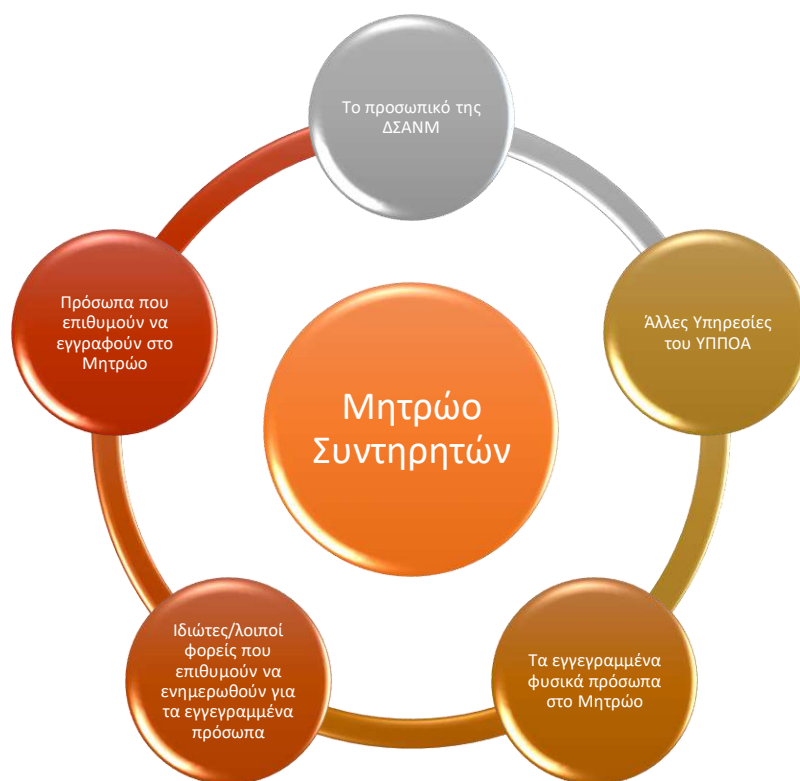 Το προσωπικό της
ΔΣΑΝΜ
Άλλες Υπηρεσίες
του ΥΠΠΟΑ
Τα εγγεγραμμένα
φυσικά πρόσωπα
στο Μητρώο
Ιδιώτες/λοιποί
φορείς που
επιθυμούν να
ενημερωθούν για
τα εγγεγραμμένα
πρόσωπα
Πρόσωπα που
επιθυμούν να
εγγραφούν στο
Μητρώο
Μητρώο
Συντηρητών